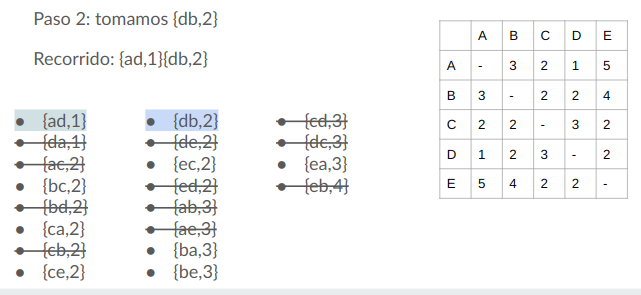 Paso 2: tomamos {db,2}
Recorrido: {ad,1}{db,2}
● {ad,1}
● {da,1}
● {ac,2}
● {bc,2}
● {bd,2}
● {ca,2}
● {cb,2}
● {ce,2}
● {db,2}
● {de,2}
● {ec,2}
● {ed,2}
● {ab,3}
● {ae,3}
● {ba,3}
● {be,3}
● {cd,3}
● {dc,3}
● {ea,3}
● {eb,4}
A B C D E
A - 3 2 1 5
B 3 - 2 2 4
C 2 2 - 3 2
D 1 2 3 - 2
E 5 4 2 2 -